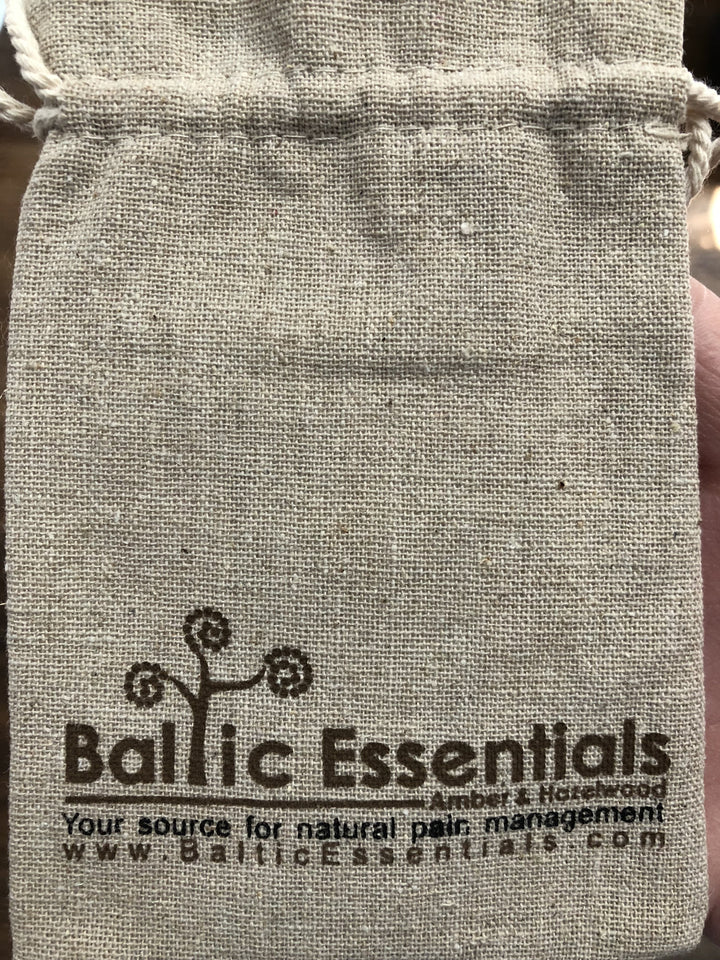 Baltic Essentials
Amber & Hazelwood
Your source for natural pain management
www.BalticEssentials.com